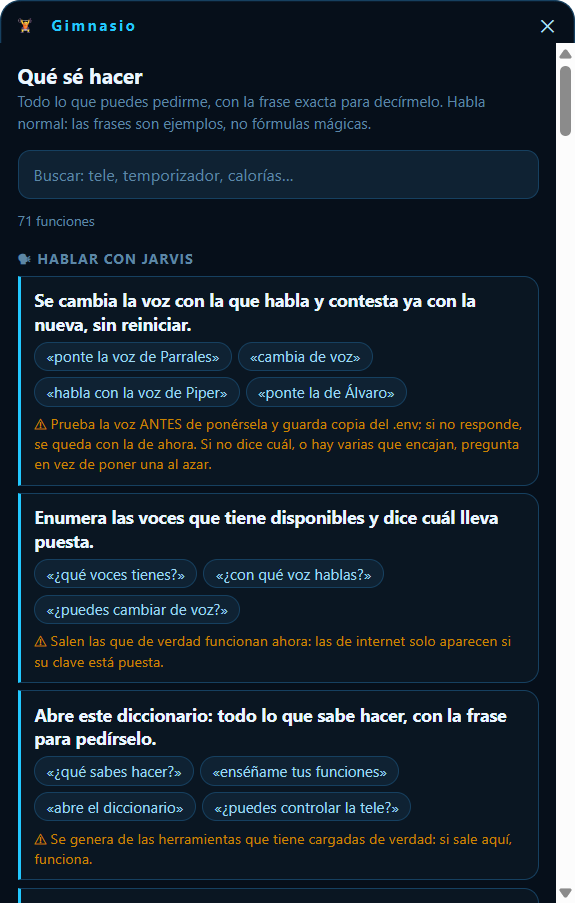 Gimnasio
Qué sé hacer
Todo lo que puedes pedirme, con la frase exacta para decírmelo. Habla
normal: las frases son ejemplos, no fórmulas mágicas.
Buscar: tele, temporizador, calorías...
71 funciones
HABLAR CON JARVIS
Se cambia la voz con la que habla y contesta ya con la
nueva, sin reiniciar.
«ponte la voz de Parrales» «cambia de voz»
«habla con la voz de Piper» «ponte la de Álvaro»
⚠ Prueba la voz ANTES de ponérsela y guarda copia del .env; si no responde,
se queda con la de ahora. Si no dice cuál, o hay varias que encajan, pregunta
en vez de poner una al azar.
Enumera las voces que tiene disponibles y dice cuál lleva
puesta.
«¿qué voces tienes?» «¿con qué voz hablas?»
«¿puedes cambiar de voz?»
⚠ Salen las que de verdad funcionan ahora: las de internet solo aparecen si
su clave está puesta.
Abre este diccionario: todo lo que sabe hacer, con la frase
para pedírselo.
«¿qué sabes hacer?» «enséñame tus funciones»
«abre el diccionario» «¿puedes controlar la tele?»
⚠ Se genera de las herramientas que tiene cargadas de verdad: si sale aquí,
funciona.